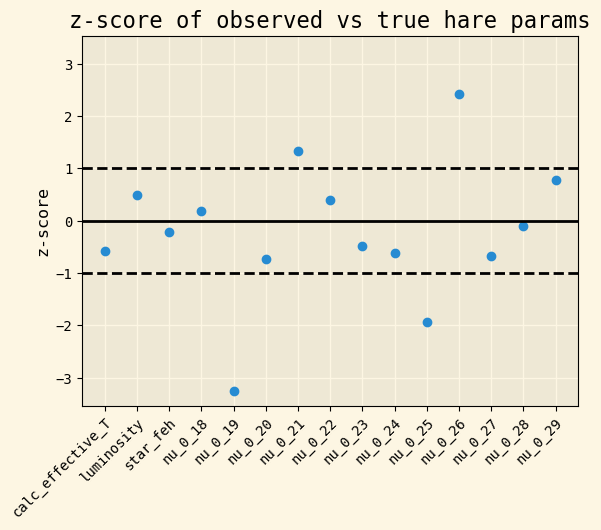 z-score of observed vs true hare params
z-score
3
2
1
0
−1
−2
−3
calc_effective_T
luminosity
star_feh
nu_0_18
nu_0_19
nu_0_20
nu_0_21
nu_0_22
nu_0_23
nu_0_24
nu_0_25
nu_0_26
nu_0_27
nu_0_28
nu_0_29